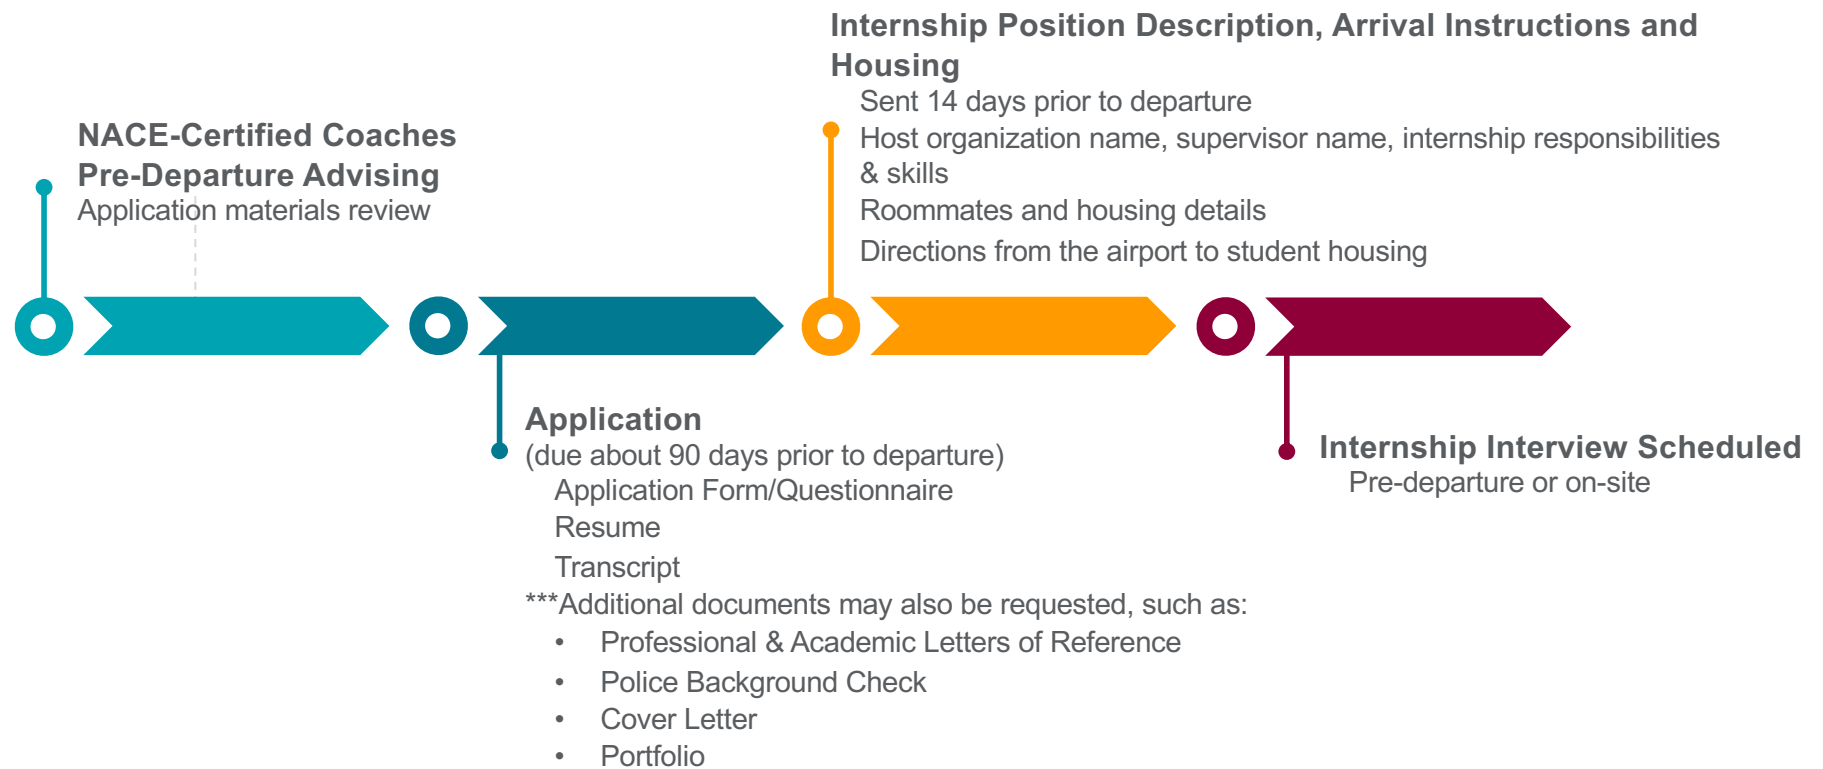 NACE-Certified Coaches
Pre-Departure Advising
Application materials review
Application
(due about 90 days prior to departure)
Application Form/Questionnaire
Resume
Transcript
***Additional documents may also be requested, such as:
• Professional & Academic Letters of Reference
• Police Background Check
• Cover Letter
• Portfolio
Internship Position Description, Arrival Instructions and
Housing
Sent 14 days prior to departure
Host organization name, supervisor name, internship responsibilities
& skills
Roommates and housing details
Directions from the airport to student housing
Internship Interview Scheduled
Pre-departure or on-site